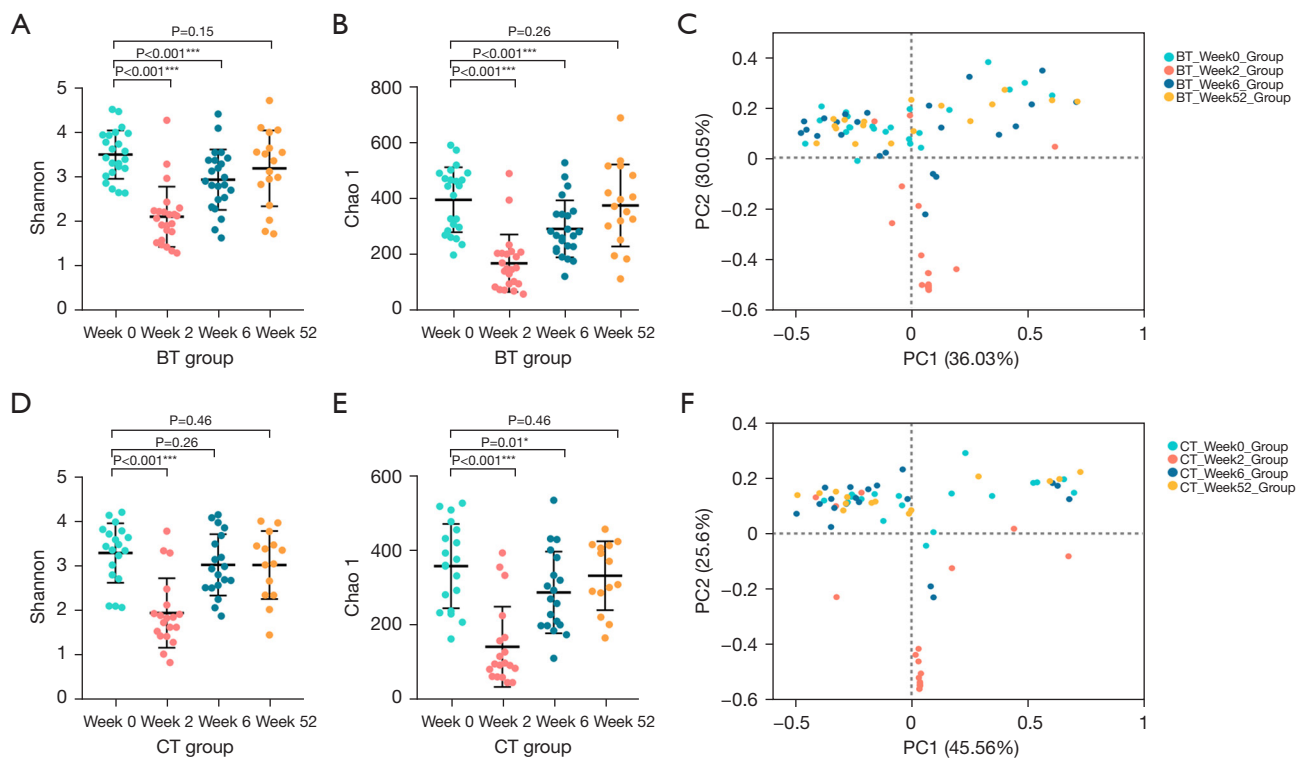 A
P=0.15
P<0.001***
P<0.001***
Shannon
5
4
3
2
1
0
Week 0 Week 2 Week 6 Week 52
BT group
B
P=0.26
P<0.001***
P<0.001***
Chao 1
800
600
400
200
0
Week 0 Week 2 Week 6 Week 52
BT group
C
PC2 (30.05%)
0.4
0.2
0
−0.2
−0.4
−0.6
−0.5 0 0.5 1
PC1 (36.03%)
BT_Week0_Group
BT_Week2_Group
BT_Week6_Group
BT_Week52_Group
D
P=0.46
P=0.26
P<0.001***
Shannon
5
4
3
2
1
0
Week 0 Week 2 Week 6 Week 52
CT group
E
P=0.46
P=0.01*
P<0.001***
Chao 1
600
400
200
0
Week 0 Week 2 Week 6 Week 52
CT group
F
PC2 (25.6%)
0.4
0.2
0
−0.2
−0.4
−0.6
−0.5 0 0.5 1
PC1 (45.56%)
CT_Week0_Group
CT_Week2_Group
CT_Week6_Group
CT_Week52_Group